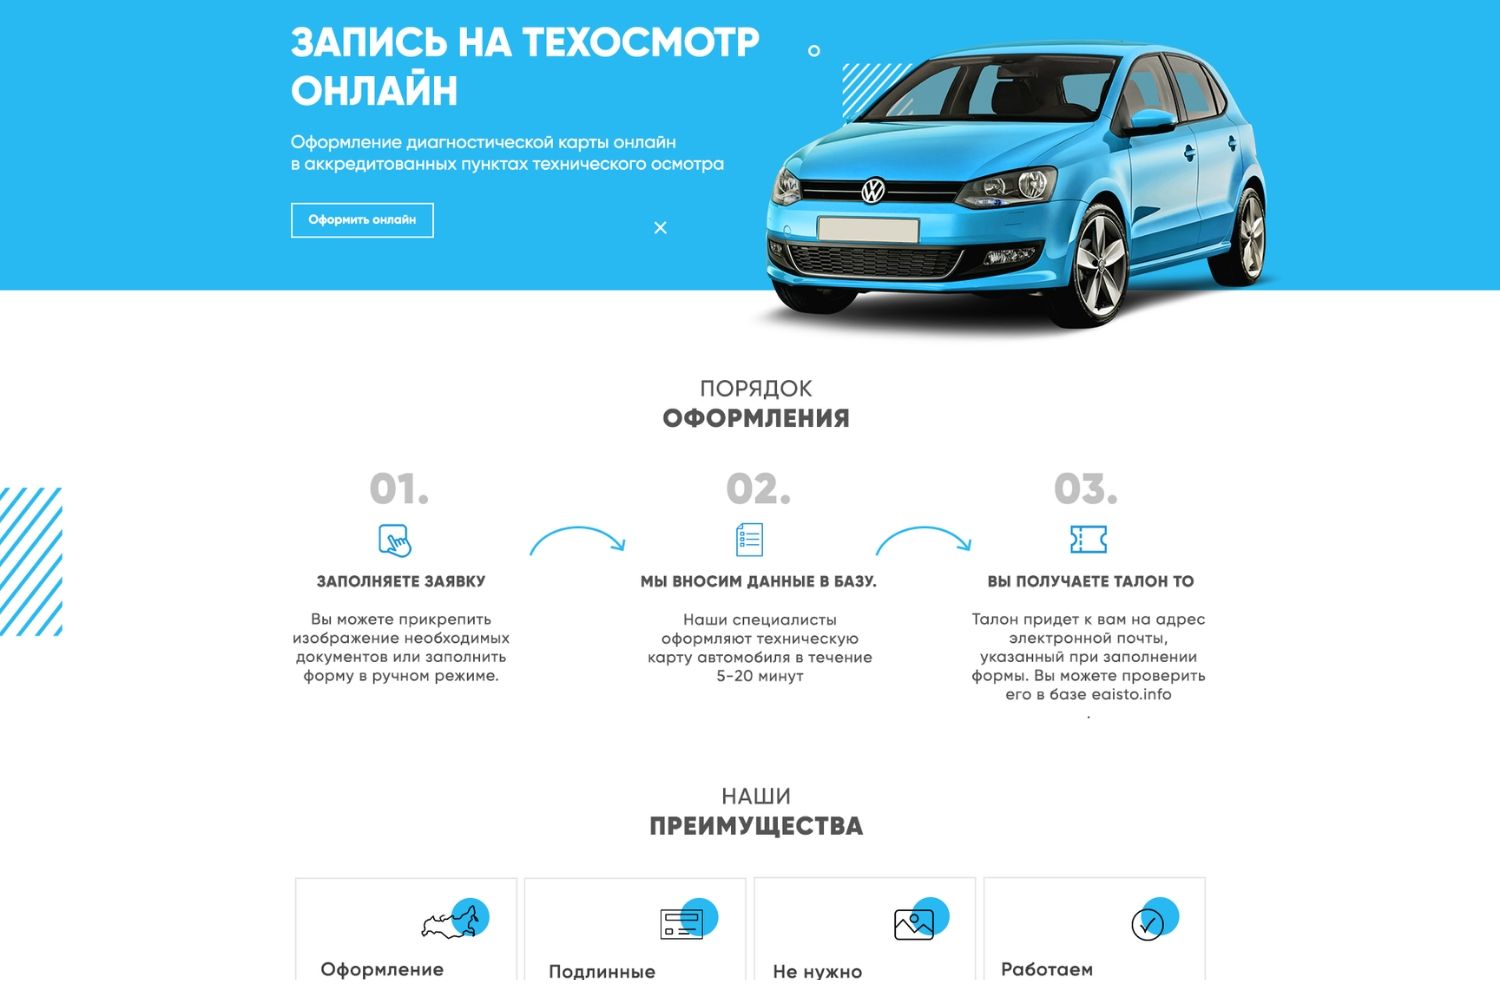 ЗАПИСЬ НА ТЕХОСМОТР
ОНЛАЙН
Оформление диагностической карты онлайн
в аккредитованных пунктах технического осмотра
Оформить онлайн
ПОРЯДОК
ОФОРМЛЕНИЯ
01.
ЗАПОЛНЯЕТЕ ЗАЯВКУ
Вы можете прикрепить
изображение необходимых
документов или заполнить
форму в ручном режиме.
02.
МЫ ВНОСИМ ДАННЫЕ В БАЗУ.
Наши специалисты
оформляют техническую
карту автомобиля в течение
5-20 минут
03.
ВЫ ПОЛУЧАЕТЕ ТАЛОН ТО
Талон придет к вам на адрес
электронной почты,
указанный при заполнении
формы. Вы можете проверить
его в базе eaisto.info
.
НАШИ
ПРЕИМУЩЕСТВА
Оформление
Подлинные
Не нужно
Работаем